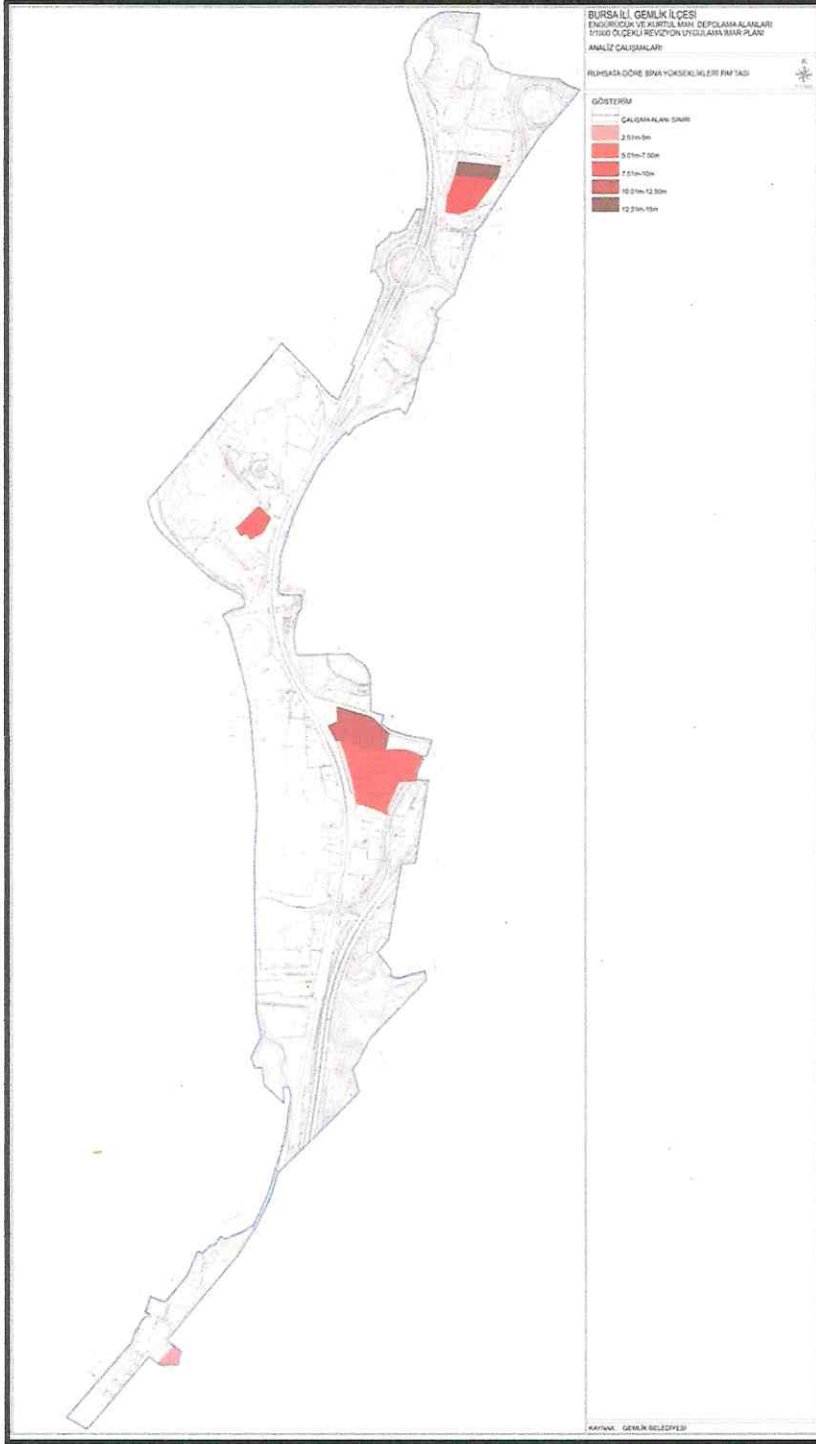 BURSA İLİ, GEMLİK İLÇESİ
ENGÜRÜCÜK VE KURTUL MAH. DEPOLAMA ALANLARI
1/1000 ÖLÇEKLİ REVİZYON UYGULAMA İMAR PLANI
ANALİZ ÇALIŞMALARI
RUHSATA GÖRE BİNA YÜKSEKLİKLERİ
K
GÖSTERİM
ÇALIŞMA ALANI SINIRI
2.51m-5m
5.01m-7.50m
7.51m-10m
10.01m-12.50m
12.51m-15m
KAYNAK: GEMLİK BELEDİYESİ